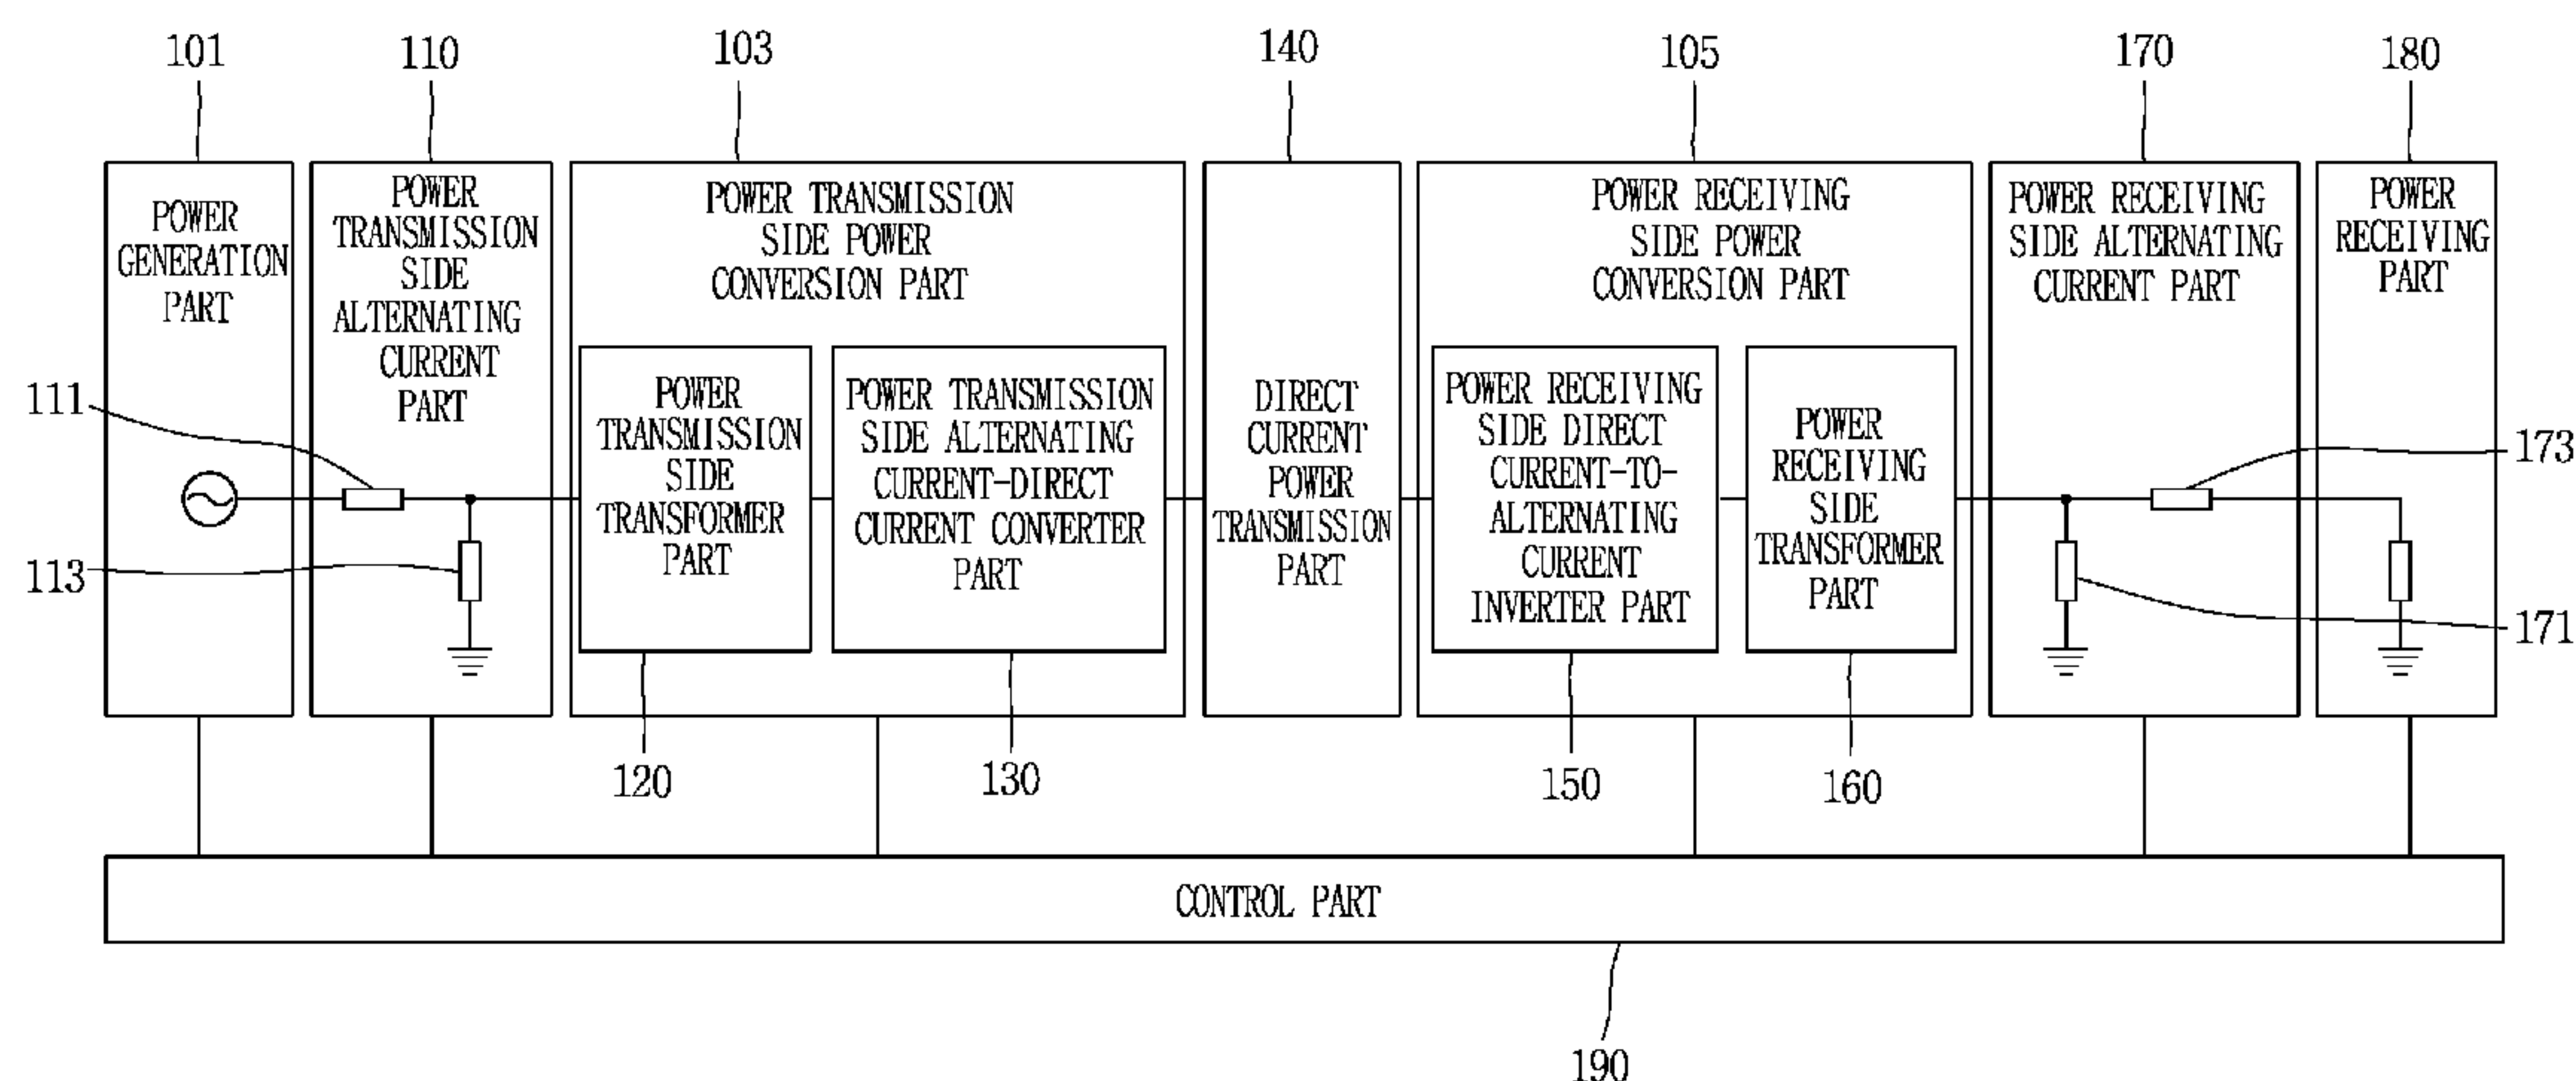 101
110
103
140
105
170
180
POWER
GENERATION
PART
POWER
TRANSMISSION
SIDE
ALTERNATING
CURRENT
PART
POWER TRANSMISSION
SIDE POWER
CONVERSION PART
POWER RECEIVING
SIDE POWER
CONVERSION PART
POWER RECEIVING
SIDE ALTERNATING
CURRENT PART
POWER
RECEIVING
PART
111
113
POWER
TRANSMISSION
SIDE
TRANSFORMER
PART
POWER TRANSMISSION
SIDE ALTERNATING
CURRENT-DIRECT
CURRENT CONVERTER
PART
DIRECT
CURRENT
POWER
TRANSMISSION
PART
POWER RECEIVING
SIDE DIRECT
CURRENT-TO-
ALTERNATING
CURRENT
INVERTER PART
POWER
RECEIVING
SIDE
TRANSFORMER
PART
173
171
120
130
150
160
CONTROL PART
190